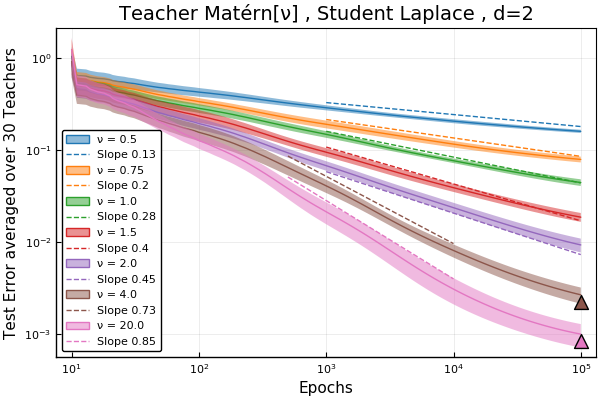 Teacher Matérn[ν] , Student Laplace , d=2
Test Error averaged over 30 Teachers
10⁰
10⁻¹
10⁻²
10⁻³
ν = 0.5
Slope 0.13
ν = 0.75
Slope 0.2
ν = 1.0
Slope 0.28
ν = 1.5
Slope 0.4
ν = 2.0
Slope 0.45
ν = 4.0
Slope 0.73
ν = 20.0
Slope 0.85
10¹ 10² 10³ 10⁴ 10⁵
Epochs